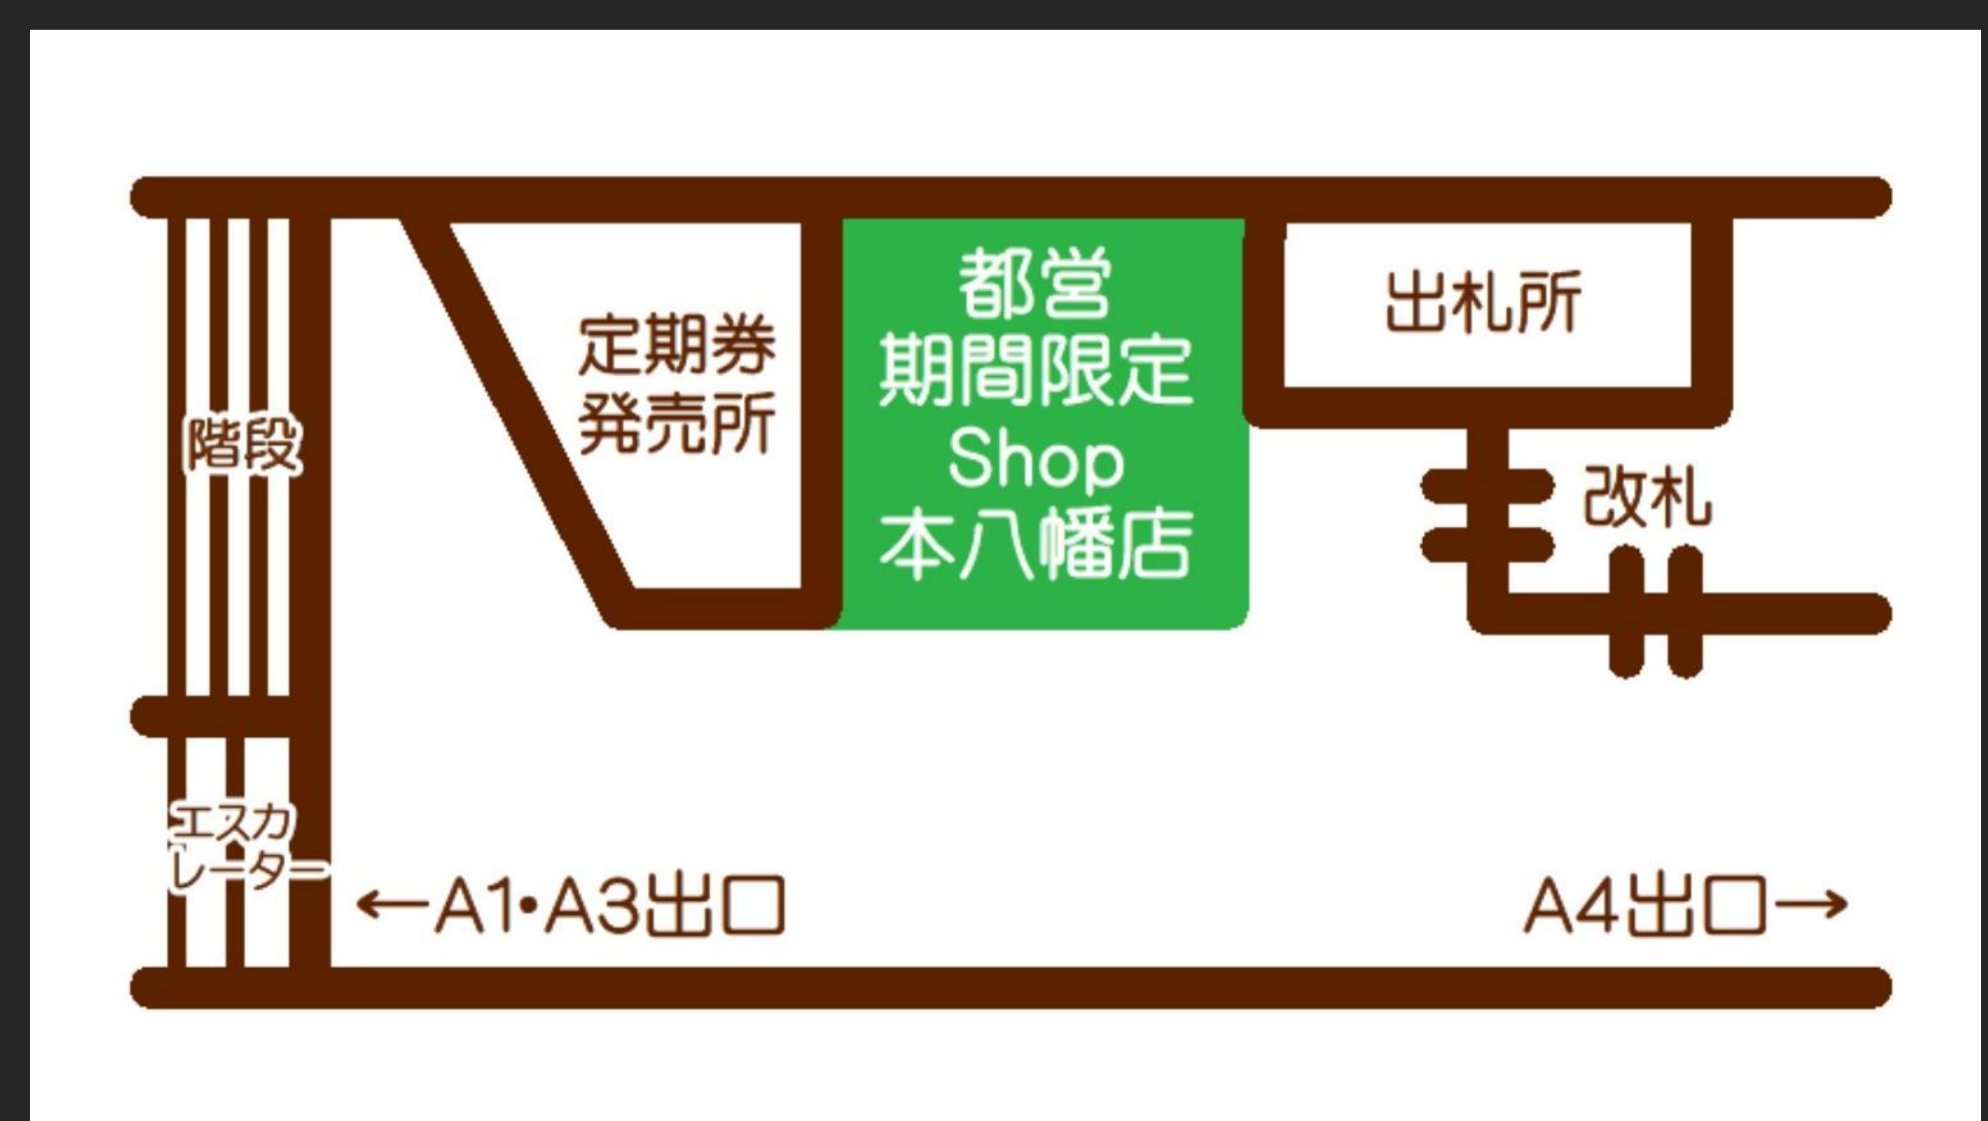 都営
期間限定
Shop
本八幡店
定期券
発売所
出札所
改札
階段
エスカ
レーター
←A1・A3出口
A4出口→